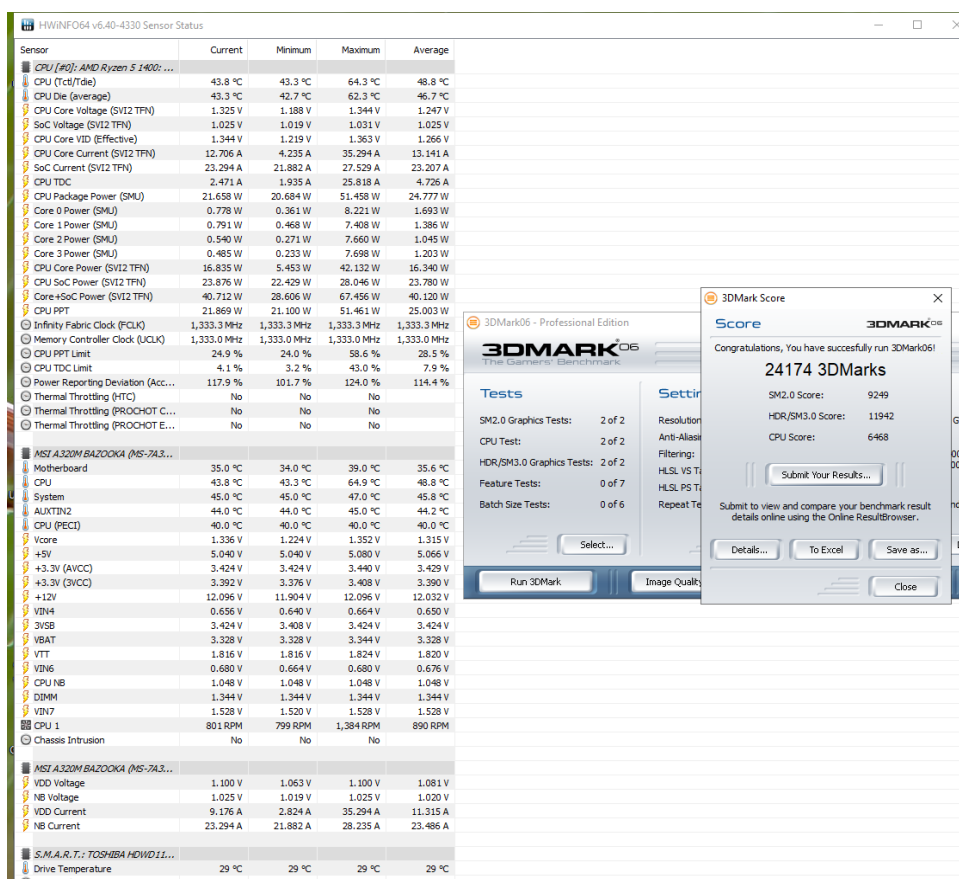 HWiNFO64 v6.40-4330 Sensor Status
Sensor Current Minimum Maximum Average
CPU [#0]: AMD Ryzen 5 1400: ...
CPU (Tctl/Tdie) 43.8 °C 43.3 °C 64.3 °C 48.8 °C
CPU Die (average) 43.3 °C 42.7 °C 62.3 °C 46.7 °C
CPU Core Voltage (SVI2 TFN) 1.325 V 1.188 V 1.344 V 1.247 V
SoC Voltage (SVI2 TFN) 1.025 V 1.019 V 1.031 V 1.025 V
CPU Core VID (Effective) 1.344 V 1.219 V 1.363 V 1.266 V
CPU Core Current (SVI2 TFN) 12.706 A 4.235 A 35.294 A 13.141 A
SoC Current (SVI2 TFN) 23.294 A 21.882 A 27.529 A 23.207 A
CPU TDC 2.471 A 1.935 A 25.818 A 4.726 A
CPU Package Power (SMU) 21.658 W 20.684 W 51.458 W 24.777 W
Core 0 Power (SMU) 0.778 W 0.361 W 8.221 W 1.693 W
Core 1 Power (SMU) 0.791 W 0.468 W 7.408 W 1.386 W
Core 2 Power (SMU) 0.540 W 0.271 W 7.660 W 1.045 W
Core 3 Power (SMU) 0.485 W 0.233 W 7.698 W 1.203 W
CPU Core Power (SVI2 TFN) 16.835 W 5.453 W 42.132 W 16.340 W
CPU SoC Power (SVI2 TFN) 23.876 W 22.429 W 28.046 W 23.780 W
Core+SoC Power (SVI2 TFN) 40.712 W 28.606 W 67.456 W 40.120 W
CPU PPT 21.869 W 21.100 W 51.461 W 25.003 W
Infinity Fabric Clock (FCLK) 1,333.3 MHz 1,333.3 MHz 1,333.3 MHz 1,333.3 MHz
Memory Controller Clock (UCLK) 1,333.0 MHz 1,333.0 MHz 1,333.0 MHz 1,333.0 MHz
CPU PPT Limit 24.9 % 24.0 % 58.6 % 28.5 %
CPU TDC Limit 4.1 % 3.2 % 43.0 % 7.9 %
Power Reporting Deviation (Acc... 117.9 % 101.7 % 124.0 % 114.4 %
Thermal Throttling (HTC) No No No
Thermal Throttling (PROCHOT C... No No No
Thermal Throttling (PROCHOT E... No No No
MSI A320M BAZOOKA (MS-7A3...
Motherboard 35.0 °C 34.0 °C 39.0 °C 35.6 °C
CPU 43.8 °C 43.3 °C 64.9 °C 48.8 °C
System 45.0 °C 45.0 °C 47.0 °C 45.8 °C
AUXTIN2 44.0 °C 44.0 °C 45.0 °C 44.2 °C
CPU (PECI) 40.0 °C 40.0 °C 40.0 °C 40.0 °C
Vcore 1.336 V 1.224 V 1.352 V 1.315 V
+5V 5.040 V 5.040 V 5.080 V 5.066 V
+3.3V (AVCC) 3.424 V 3.424 V 3.440 V 3.429 V
+3.3V (3VCC) 3.392 V 3.376 V 3.408 V 3.390 V
+12V 12.096 V 11.904 V 12.096 V 12.032 V
VIN4 0.656 V 0.640 V 0.664 V 0.650 V
3VSB 3.424 V 3.408 V 3.424 V 3.424 V
VBAT 3.328 V 3.328 V 3.344 V 3.328 V
VTT 1.816 V 1.816 V 1.824 V 1.820 V
VIN6 0.680 V 0.664 V 0.680 V 0.676 V
CPU NB 1.048 V 1.048 V 1.048 V 1.048 V
DIMM 1.344 V 1.344 V 1.344 V 1.344 V
VIN7 1.528 V 1.520 V 1.528 V 1.528 V
CPU 1 801 RPM 799 RPM 1,384 RPM 890 RPM
Chassis Intrusion No No No
MSI A320M BAZOOKA (MS-7A3...
VDD Voltage 1.100 V 1.063 V 1.100 V 1.081 V
NB Voltage 1.025 V 1.019 V 1.025 V 1.020 V
VDD Current 9.176 A 2.824 A 35.294 A 11.315 A
NB Current 23.294 A 21.882 A 28.235 A 23.486 A
S.M.A.R.T.: TOSHIBA HDWD11...
Drive Temperature 29 °C 29 °C 29 °C 29 °C
3DMark06 - Professional Edition
3DMARK06
The Gamers' Benchmark
Tests
SM2.0 Graphics Tests: 2 of 2
CPU Test: 2 of 2
HDR/SM3.0 Graphics Tests: 2 of 2
Feature Tests: 0 of 7
Batch Size Tests: 0 of 6
Select...
Run 3DMark
Settin
Resolution
Anti-Aliasi
Filtering:
HLSL VS Ta
HLSL PS Ta
Repeat Te
Image Quality
3DMark Score
Score 3DMARK06
Congratulations, You have succesfully run 3DMark06!
24174 3DMarks
SM2.0 Score: 9249
HDR/SM3.0 Score: 11942
CPU Score: 6468
Submit Your Results...
Submit to view and compare your benchmark result
details online using the Online ResultBrowser.
Details... To Excel Save as...
Close